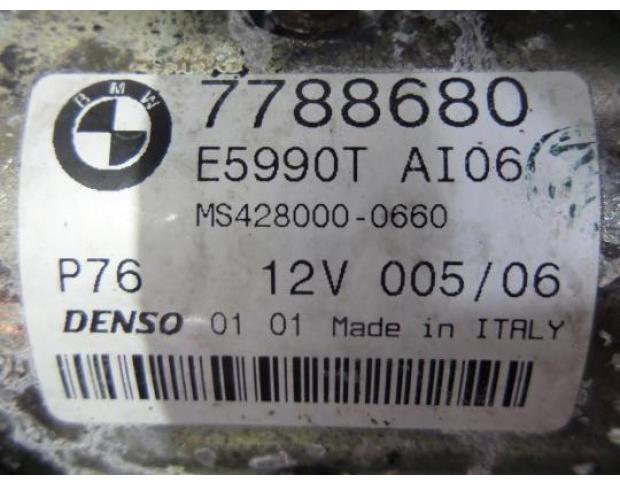 BMW
7788680
E5990T AI06
MS428000-0660
P76 12V 005/06
DENSO 01 01 Made in ITALY